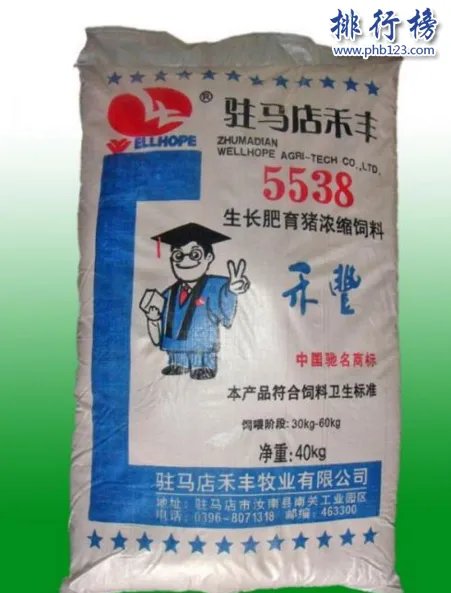 排行榜
www.phb123.com
WELLHOPE
®
驻马店禾丰
ZHUMADIAN
WELLHOPE AGRI-TECH CO.,LTD.
5538
生长肥育猪浓缩饲料
禾豐
中国驰名商标
本产品符合饲料卫生标准
饲喂阶段:30kg-60kg
净重:40kg
驻马店禾丰牧业有限公司
地址: 驻马店市汝南县南关工业园区
电话: 0396-8071318 邮编: 463300